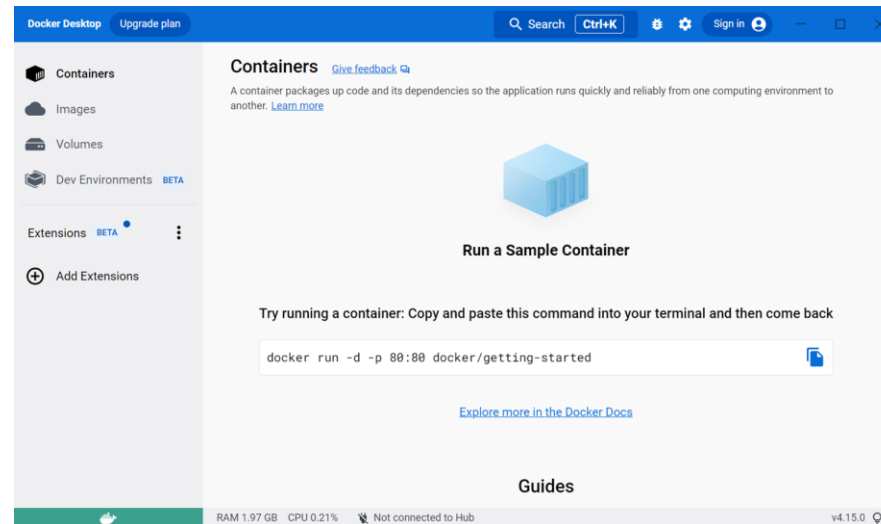 Docker Desktop Upgrade plan Search Ctrl+K Sign in
Containers
Images
Volumes
Dev Environments BETA
Extensions BETA
Add Extensions
Containers Give feedback
A container packages up code and its dependencies so the application runs quickly and reliably from one computing environment to
another. Learn more
Run a Sample Container
Try running a container: Copy and paste this command into your terminal and then come back
docker run -d -p 80:80 docker/getting-started
Explore more in the Docker Docs
Guides
RAM 1.97 GB CPU 0.21% Not connected to Hub v4.15.0